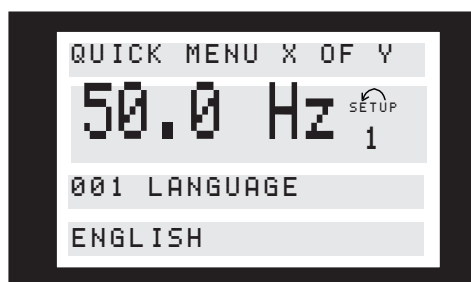 QUICK MENU X OF Y
50.0 Hz SETUP
1
001 LANGUAGE
ENGLISH